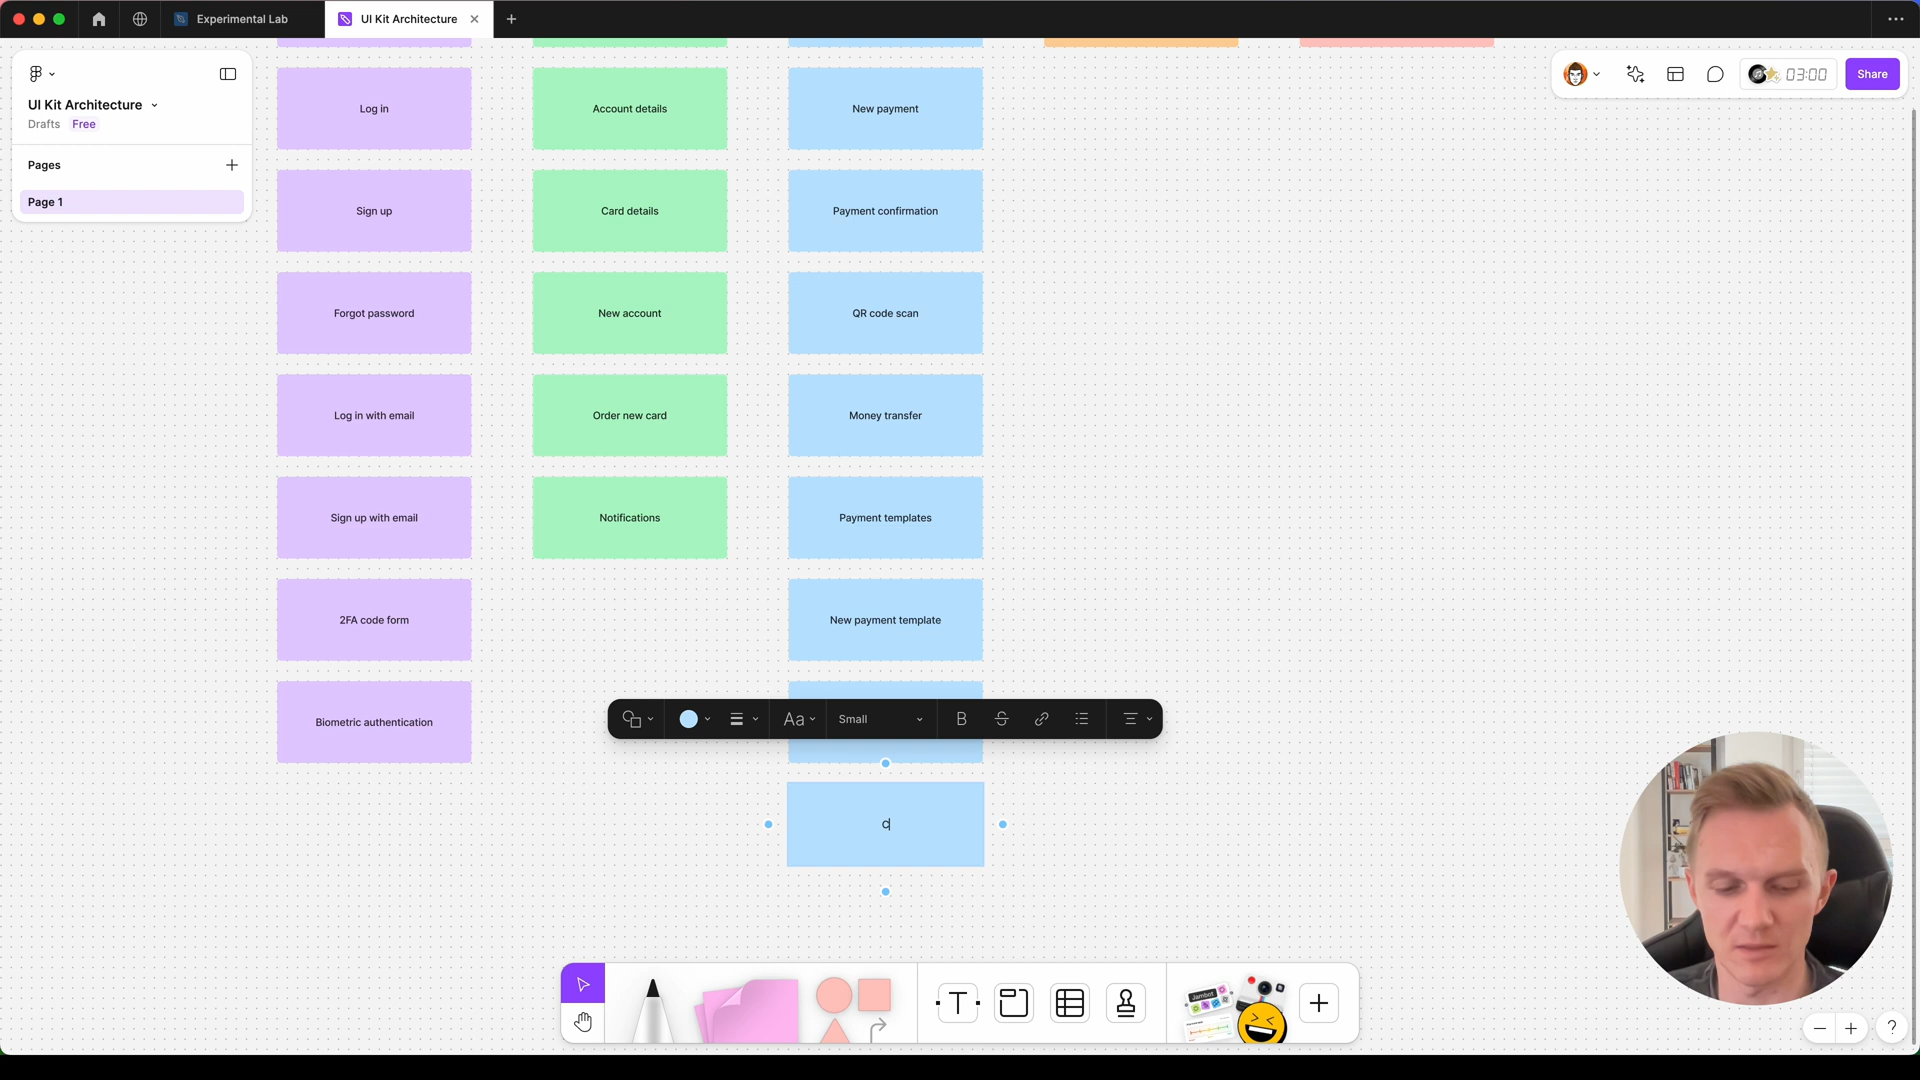 Experimental Lab
UI Kit Architecture
UI Kit Architecture
Drafts
Free
Pages
Page 1
03:00
Share
Log in
Account details
New payment
Sign up
Card details
Payment confirmation
Forgot password
New account
QR code scan
Log in with email
Order new card
Money transfer
Sign up with email
Notifications
Payment templates
2FA code form
New payment template
Biometric authentication
Aa
Small
B
S
c
T
Jambot
?